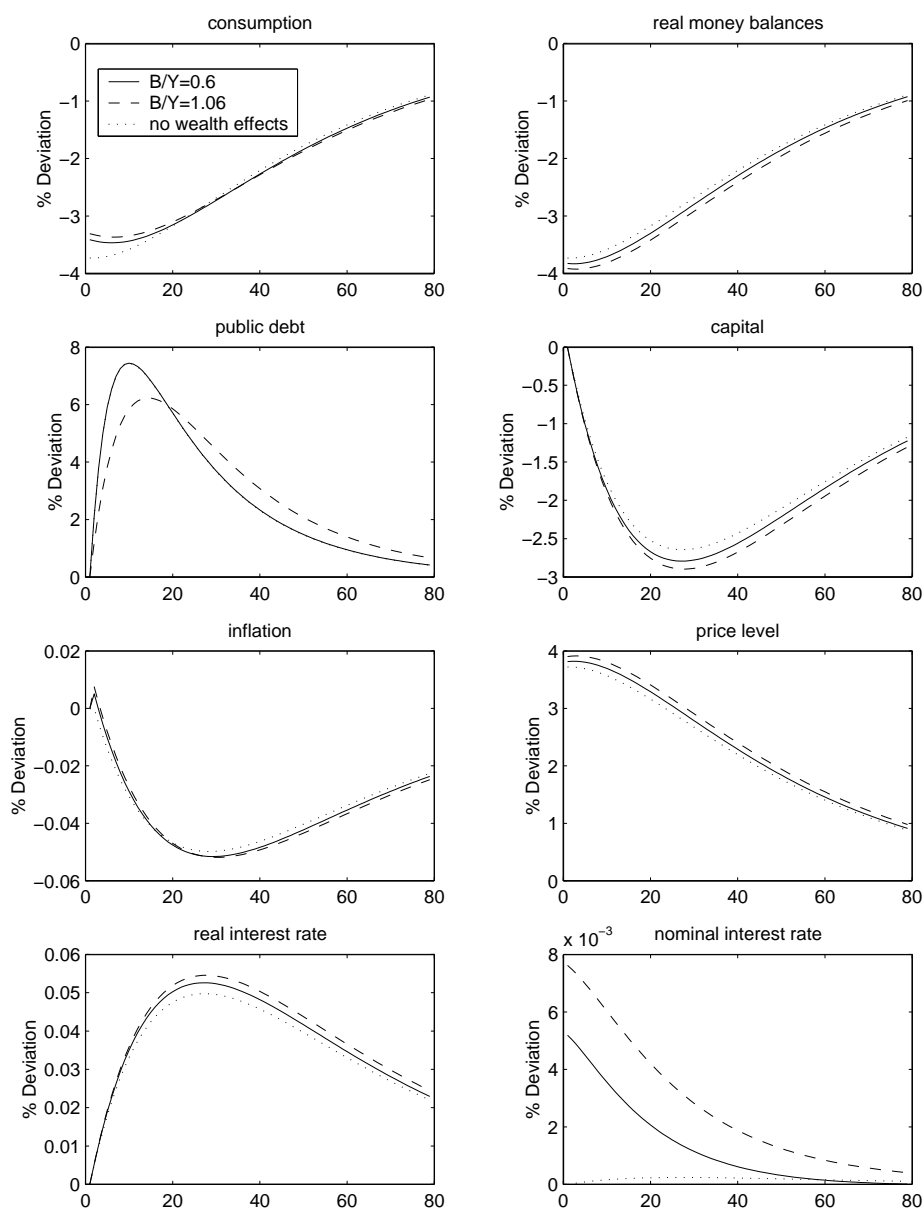 consumption
% Deviation
0
−1
−2
−3
−4
0 20 40 60 80
B/Y=0.6
B/Y=1.06
no wealth effects
real money balances
% Deviation
0
−1
−2
−3
−4
0 20 40 60 80
public debt
% Deviation
8
6
4
2
0
0 20 40 60 80
capital
% Deviation
0
−0.5
−1
−1.5
−2
−2.5
−3
0 20 40 60 80
inflation
% Deviation
0.02
0
−0.02
−0.04
−0.06
0 20 40 60 80
price level
% Deviation
4
3
2
1
0
0 20 40 60 80
real interest rate
% Deviation
0.06
0.05
0.04
0.03
0.02
0.01
0.00
0 20 40 60 80
nominal interest rate
x 10−3
% Deviation
8
6
4
2
0
0 20 40 60 80